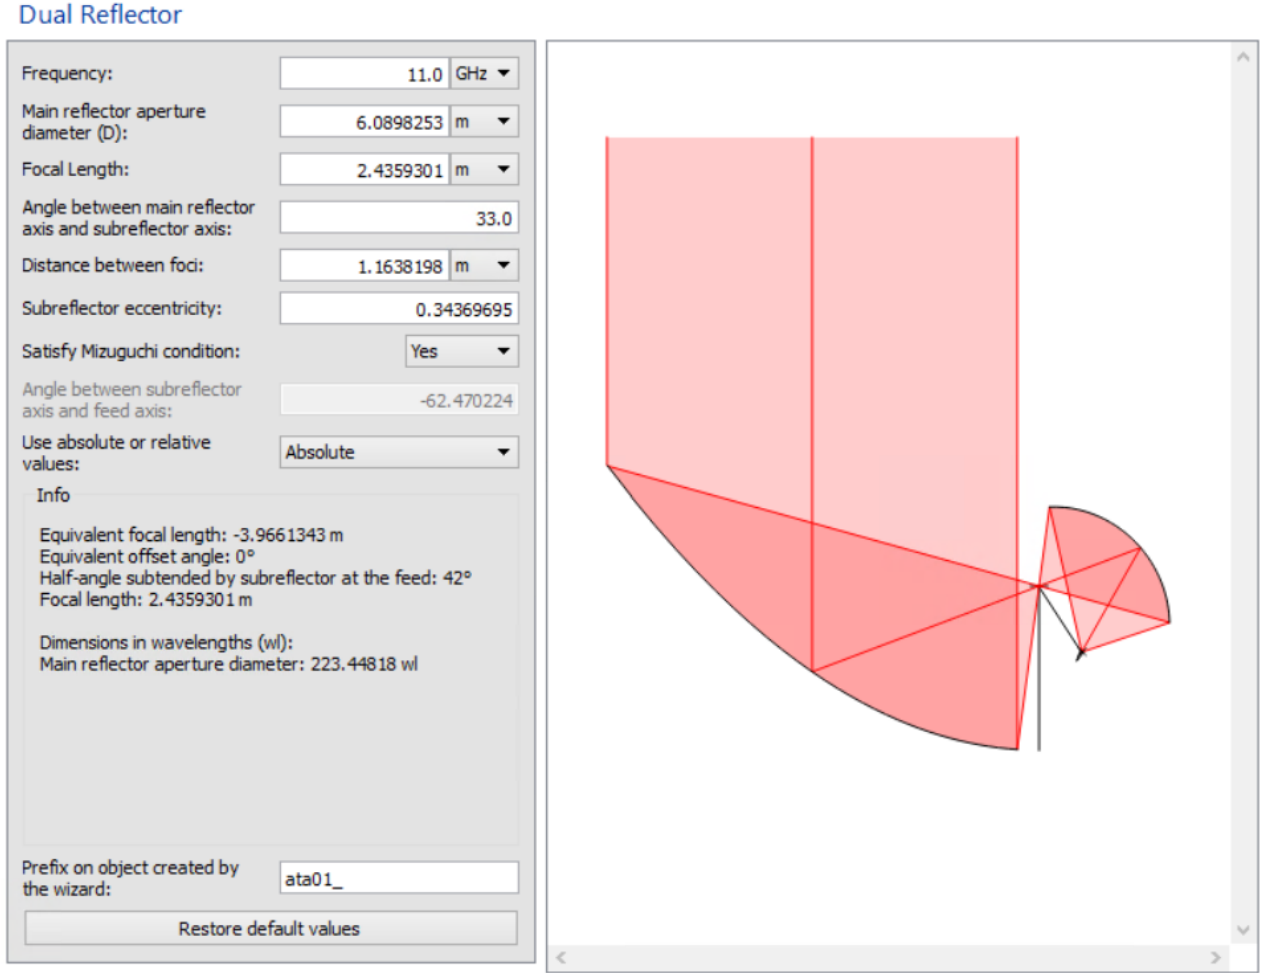 Dual Reflector
Frequency: 11.0 GHz
Main reflector aperture
diameter (D): 6.0898253 m
Focal Length: 2.4359301 m
Angle between main reflector
axis and subreflector axis: 33.0
Distance between foci: 1.1638198 m
Subreflector eccentricity: 0.34369695
Satisfy Mizuguchi condition: Yes
Angle between subreflector
axis and feed axis: -62.470224
Use absolute or relative
values: Absolute
Info
Equivalent focal length: -3.9661343 m
Equivalent offset angle: 0°
Half-angle subtended by subreflector at the feed: 42°
Focal length: 2.4359301 m
Dimensions in wavelengths (wl):
Main reflector aperture diameter: 223.44818 wl
Prefix on object created by
the wizard: ata01_
Restore default values